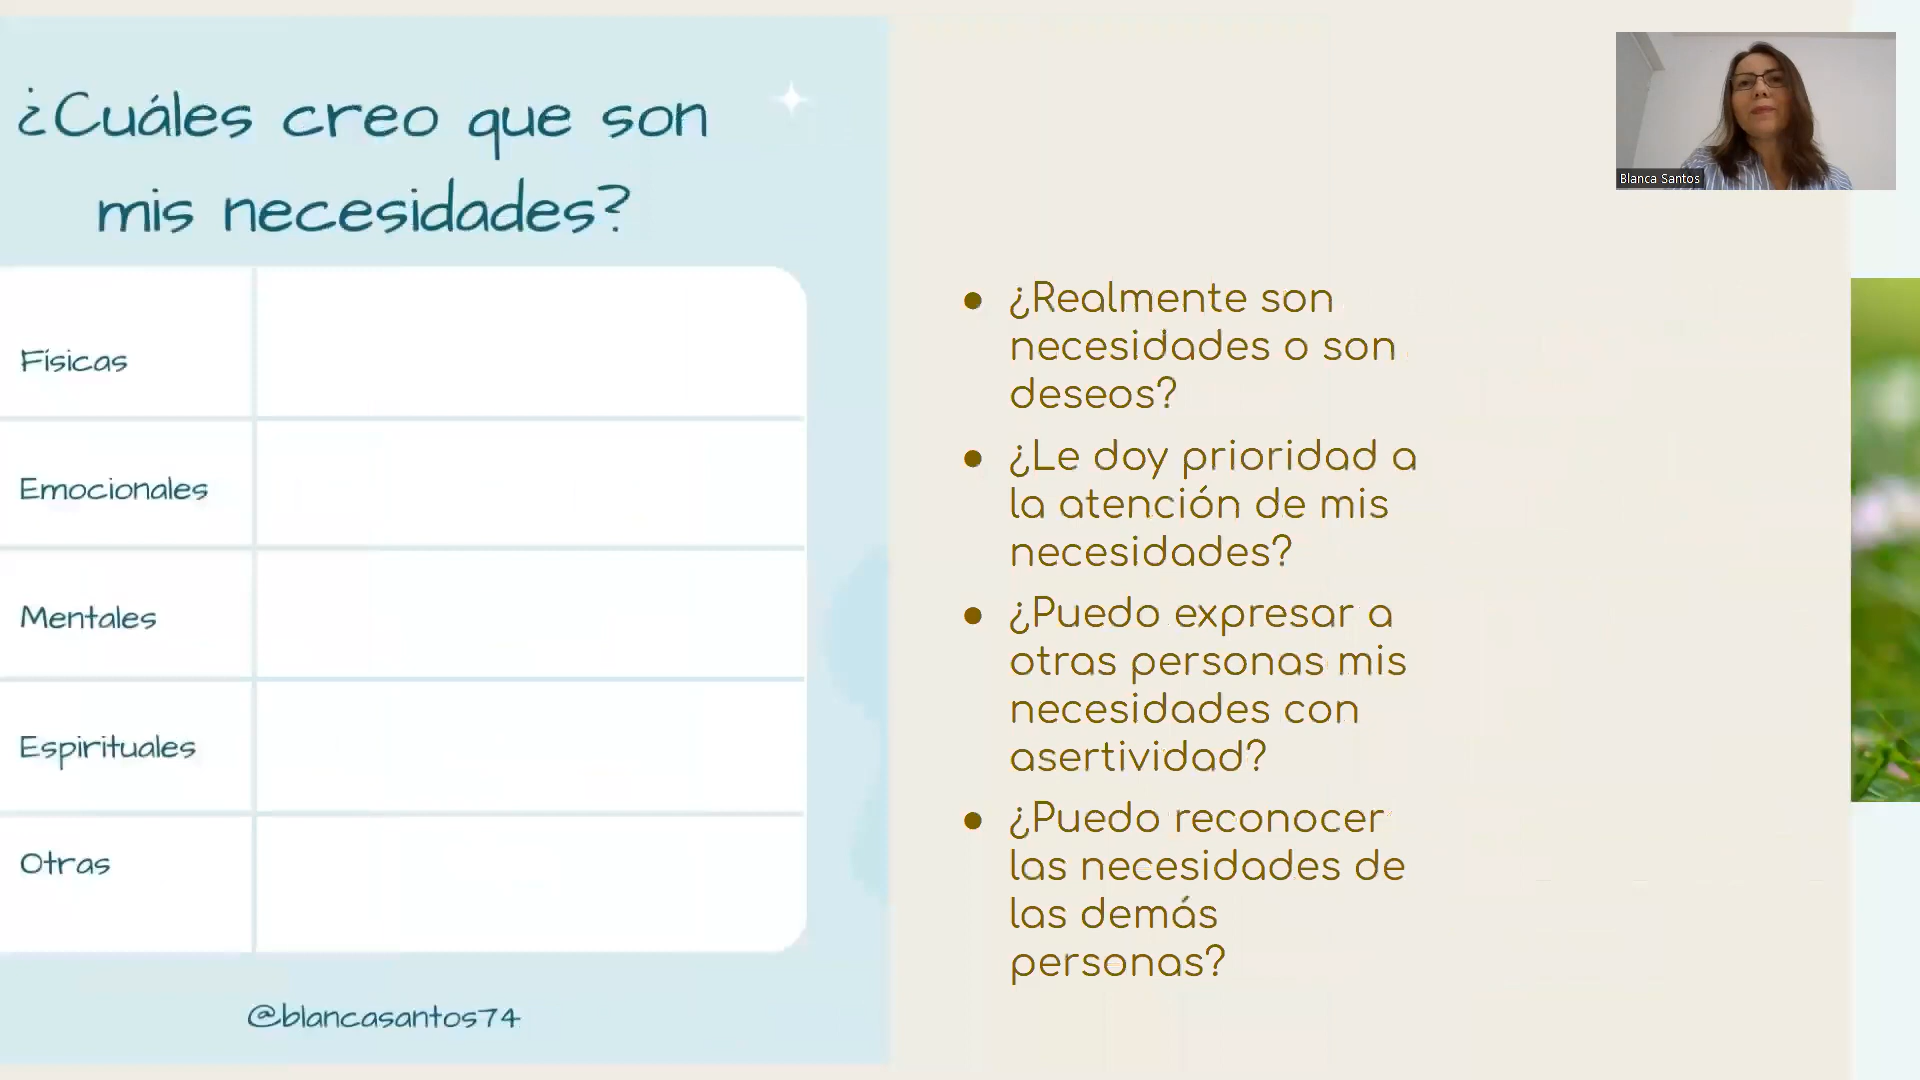 ¿Cuáles creo que son
mis necesidades?
Físicas
Emocionales
Mentales
Espirituales
Otras
@blancasantos74
● ¿Realmente son
necesidades o son
deseos?
● ¿Le doy prioridad a
la atención de mis
necesidades?
● ¿Puedo expresar a
otras personas mis
necesidades con
asertividad?
● ¿Puedo reconocer
las necesidades de
las demás
personas?
Blanca Santos